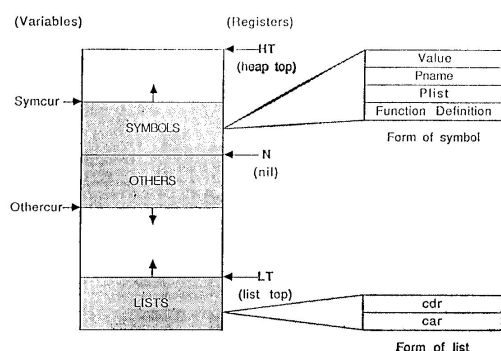 (Variables)
(Registers)
HT
(heap top)
Symcur
SYMBOLS
Value
Pname
Plist
Function Definition
Form of symbol
N
(nil)
OTHERS
Othercur
LT
(list top)
LISTS
cdr
car
Form of list